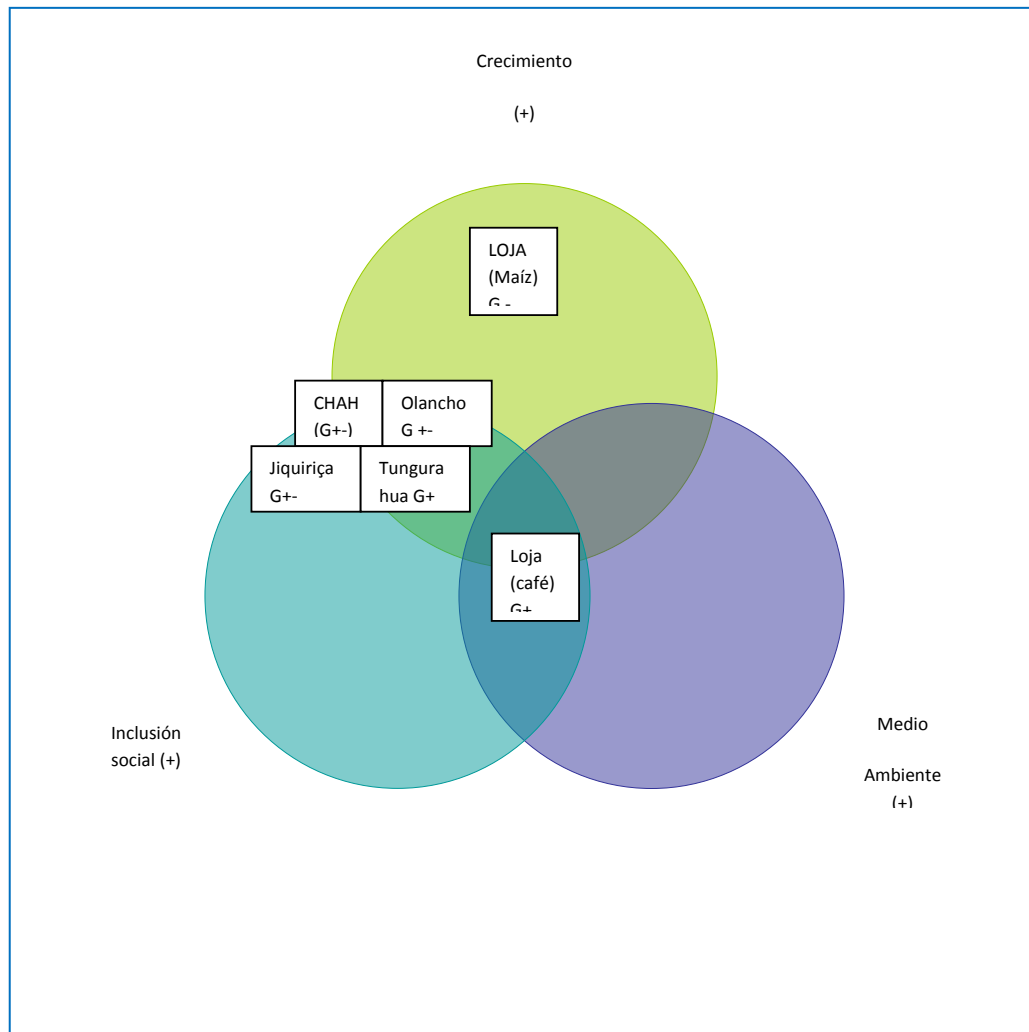 Crecimiento
(+)
LOJA
(Maíz)
G -
CHAH
(G+-)
Olancho
G +-
Jiquiriça
G+-
Tungura
hua G+
Loja
(café)
G+
Inclusión
social (+)
Medio
Ambiente
(+)